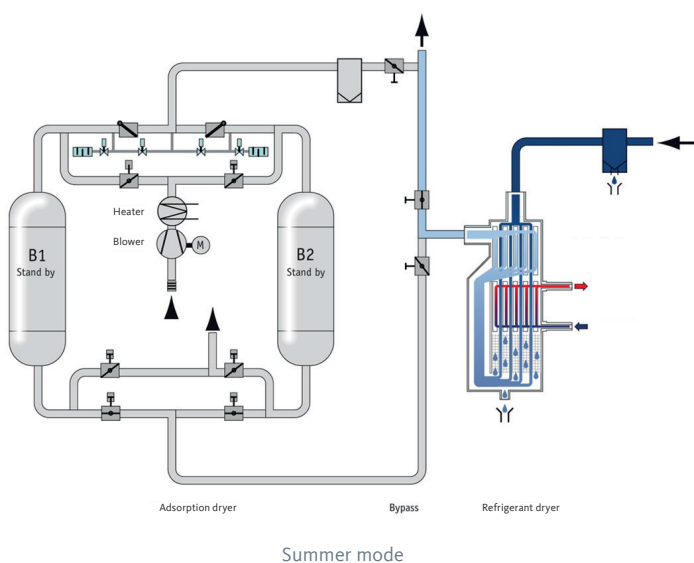 Heater
B1
Stand by
Blower
M
B2
Stand by
Adsorption dryer
Bypass
Refrigerant dryer
Summer mode